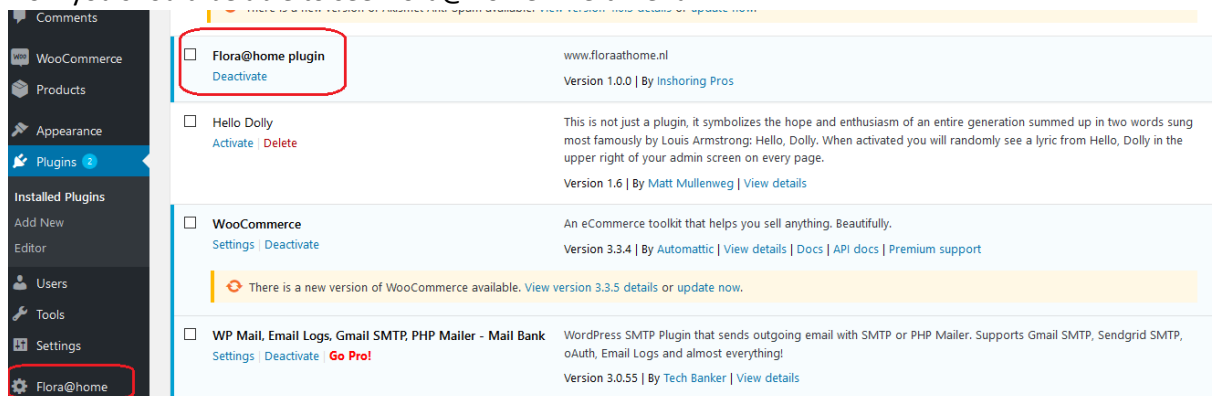 Comments
WooCommerce
Products
Appearance
Plugins 2
Installed Plugins
Add New
Editor
Users
Tools
Settings
Flora@home
Flora@home plugin
Deactivate
www.floraathome.nl
Version 1.0.0 | By Inshoring Pros
Hello Dolly
Activate | Delete
This is not just a plugin, it symbolizes the hope and enthusiasm of an entire generation summed up in two words sung
most famously by Louis Armstrong: Hello, Dolly. When activated you will randomly see a lyric from Hello, Dolly in the
upper right of your admin screen on every page.
Version 1.6 | By Matt Mullenweg | View details
WooCommerce
Settings | Deactivate
An eCommerce toolkit that helps you sell anything. Beautifully.
Version 3.3.4 | By Automattic | View details | Docs | API docs | Premium support
There is a new version of WooCommerce available. View version 3.3.5 details or update now.
WP Mail, Email Logs, Gmail SMTP, PHP Mailer - Mail Bank
Settings | Deactivate | Go Pro!
WordPress SMTP Plugin that sends outgoing email with SMTP or PHP Mailer. Supports Gmail SMTP, Sendgrid SMTP,
oAuth, Email Logs and almost everything!
Version 3.0.55 | By Tech Banker | View details